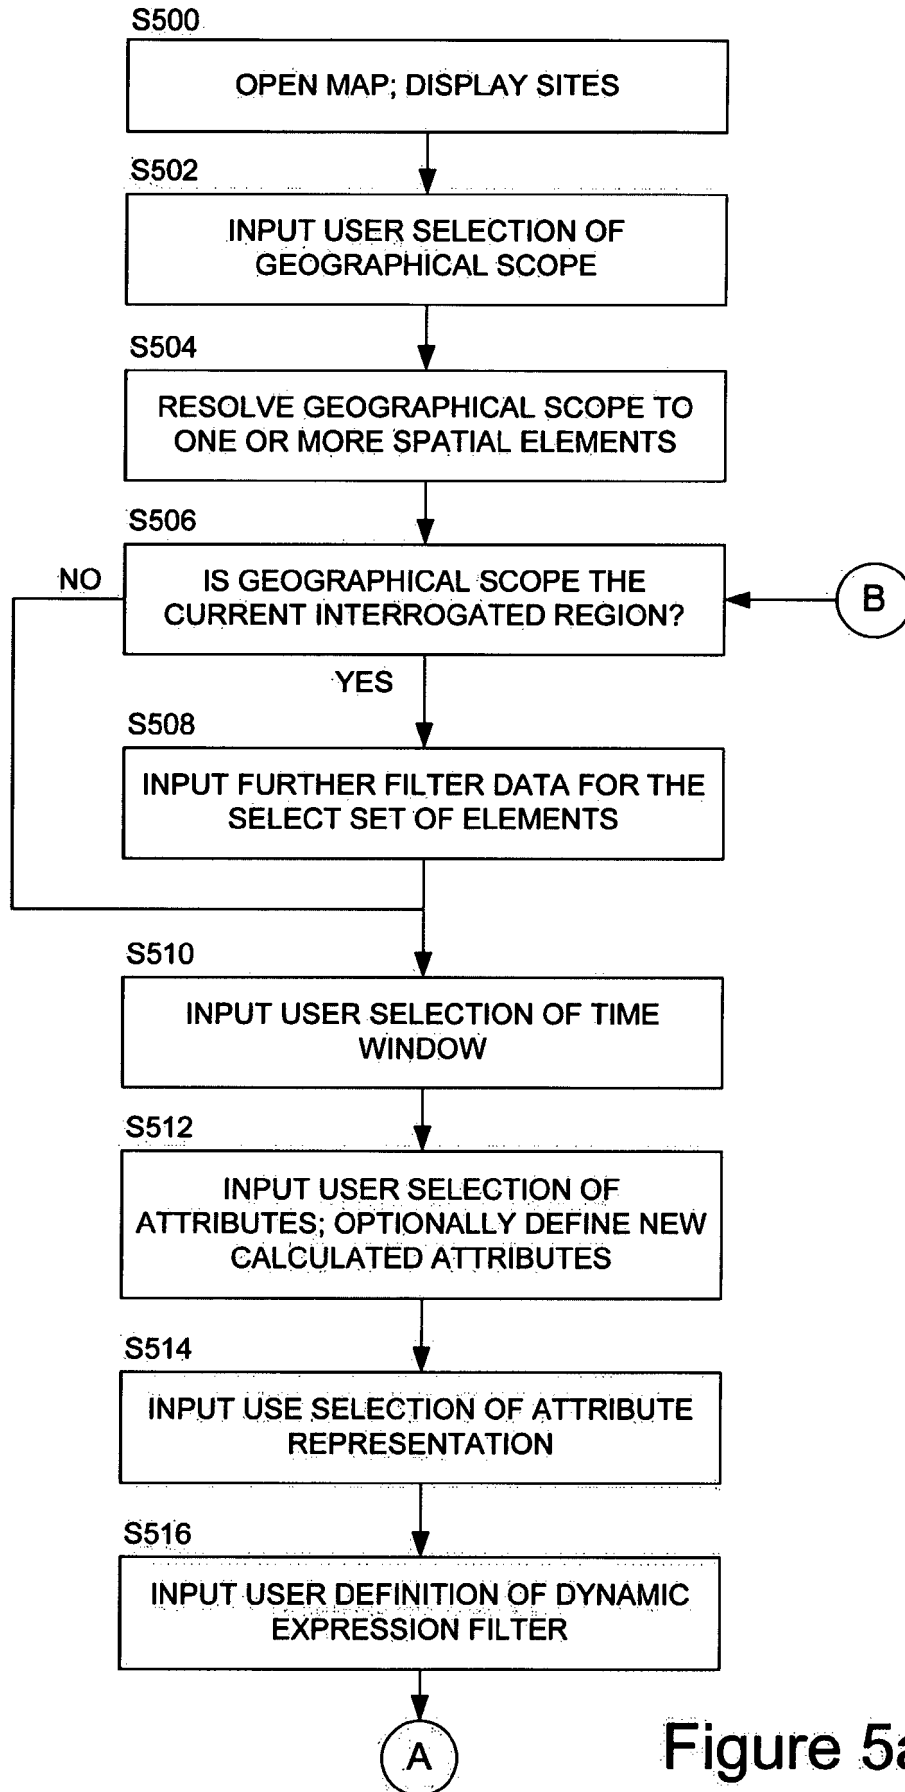 S500
OPEN MAP; DISPLAY SITES
S502
INPUT USER SELECTION OF
GEOGRAPHICAL SCOPE
S504
RESOLVE GEOGRAPHICAL SCOPE TO
ONE OR MORE SPATIAL ELEMENTS
S506
NO
IS GEOGRAPHICAL SCOPE THE
CURRENT INTERROGATED REGION?
B
YES
S508
INPUT FURTHER FILTER DATA FOR THE
SELECT SET OF ELEMENTS
S510
INPUT USER SELECTION OF TIME
WINDOW
S512
INPUT USER SELECTION OF
ATTRIBUTES; OPTIONALLY DEFINE NEW
CALCULATED ATTRIBUTES
S514
INPUT USE SELECTION OF ATTRIBUTE
REPRESENTATION
S516
INPUT USER DEFINITION OF DYNAMIC
EXPRESSION FILTER
A
Figure 5a